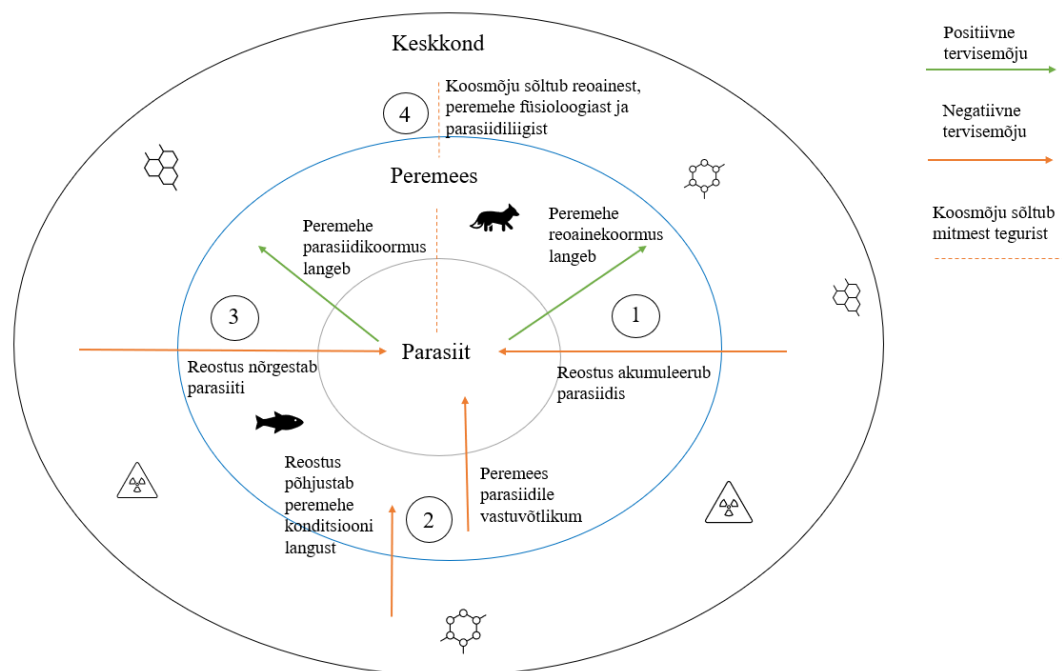 Keskkond
4
Koosmõju sõltub reoainest,
peremehe füsioloogiast ja
parasiidiliigist
Peremees
Peremehe
parasiidikoormus
langeb
Peremehe
reoainekoormus
langeb
3
1
Parasiit
Reostus nõrgestab
parasiiti
Reostus akumuleerub
parasiidis
Reostus
põhjustab
peremehe
konditsiooni
langust
2
Peremees
parasiidile
vastuvõtlikum
Positiivne
tervisemõju
Negatiivne
tervisemõju
Koosmõju sõltub
mitmest tegurist